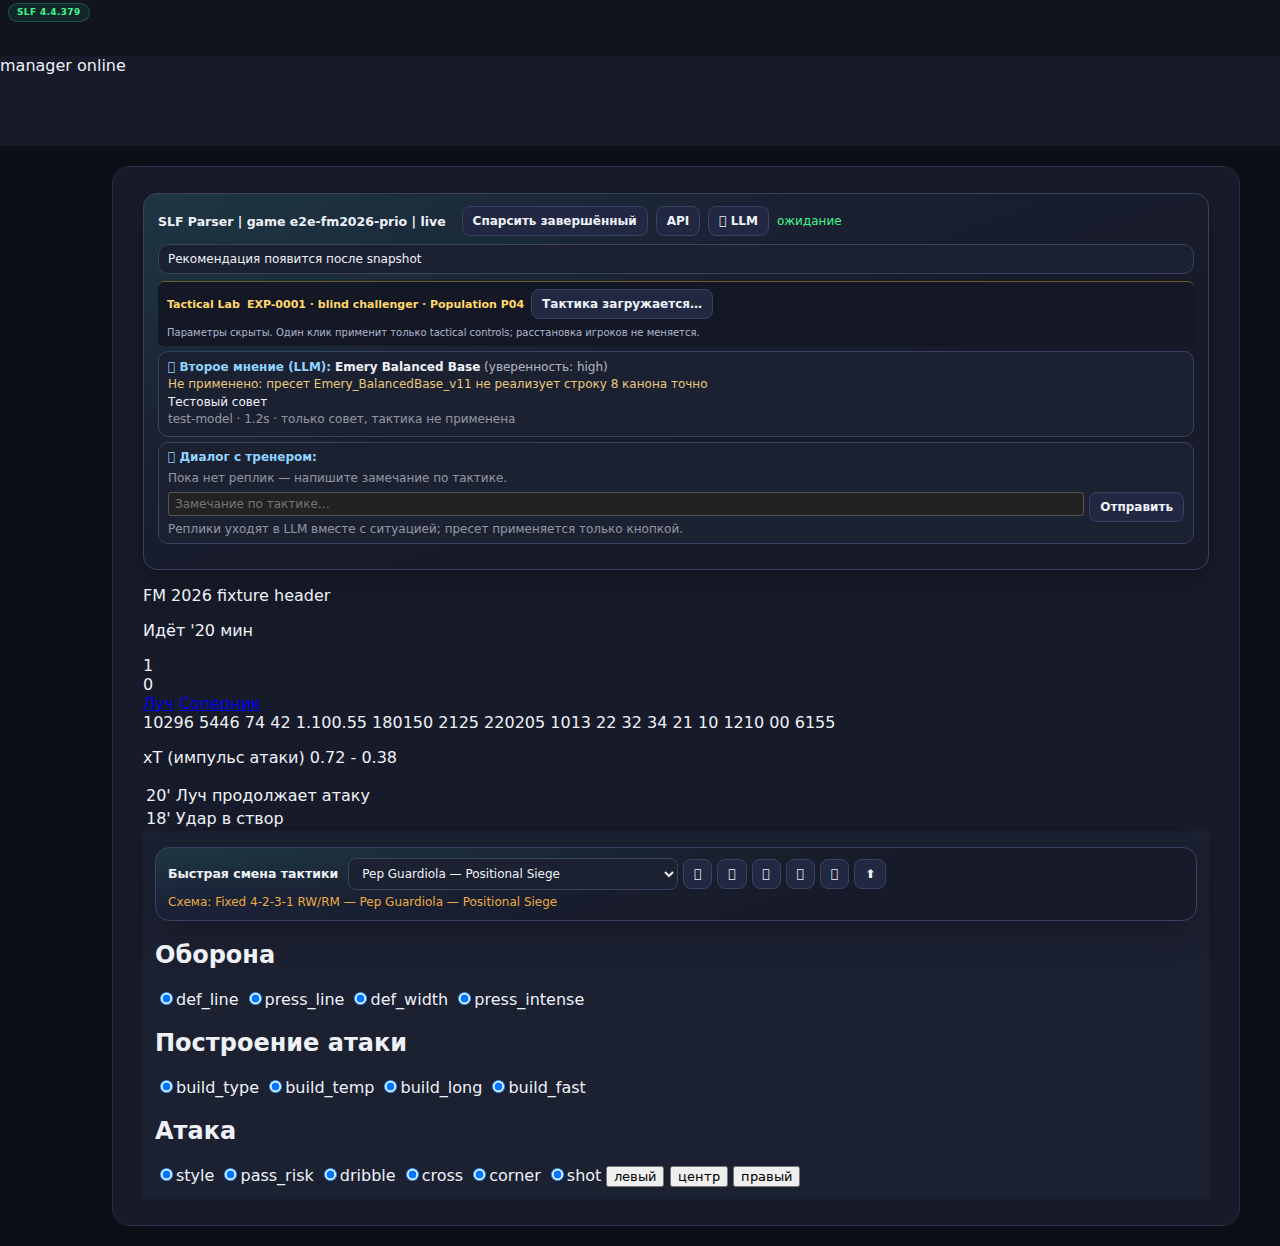 SLF 4.4.379
manager online
SLF Parser | game e2e-fm2026-prio | live Спарсить завершённый API LLM ожидание
Рекомендация появится после snapshot
Tactical Lab EXP-0001 · blind challenger · Population P04 Тактика загружается…
Параметры скрыты. Один клик применит только tactical controls; расстановка игроков не меняется.
Второе мнение (LLM): Emery Balanced Base (уверенность: high)
Не применено: пресет Emery_BalancedBase_v11 не реализует строку 8 канона точно
Тестовый совет
test-model · 1.2s · только совет, тактика не применена
Диалог с тренером:
Пока нет реплик — напишите замечание по тактике.
Замечание по тактике… Отправить
Реплики уходят в LLM вместе с ситуацией; пресет применяется только кнопкой.
FM 2026 fixture header
Идёт '20 мин
1
0
Луч Соперник
10296 5446 74 42 1.100.55 180150 2125 220205 1013 22 32 34 21 10 1210 00 6155
xT (импульс атаки) 0.72 - 0.38
20' Луч продолжает атаку
18' Удар в створ
Быстрая смена тактики Pep Guardiola — Positional Siege ⬆
Схема: Fixed 4-2-3-1 RW/RM — Pep Guardiola — Positional Siege
Оборона
def_line press_line def_width press_intense
Построение атаки
build_type build_temp build_long build_fast
Атака
style pass_risk dribble cross corner shot левый центр правый